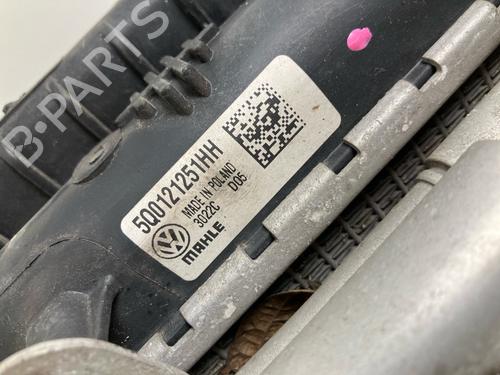 B-PARTS
5Q0121251HH
MADE IN POLAND
3022C D05
MAHLE